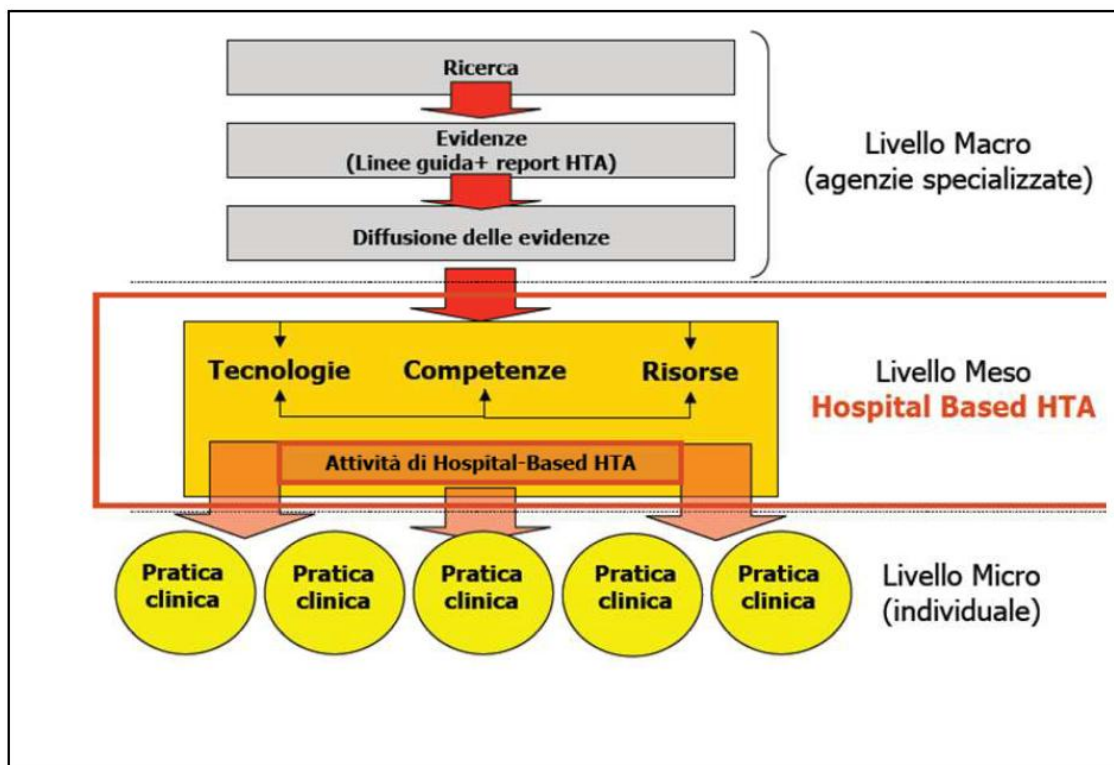 Ricerca
Evidenze
(Linee guida+ report HTA)
Diffusione delle evidenze
Livello Macro
(agenzie specializzate)
Tecnologie
Competenze
Risorse
Attività di Hospital-Based HTA
Livello Meso
Hospital Based HTA
Pratica
clinica
Pratica
clinica
Pratica
clinica
Pratica
clinica
Pratica
clinica
Livello Micro
(individuale)